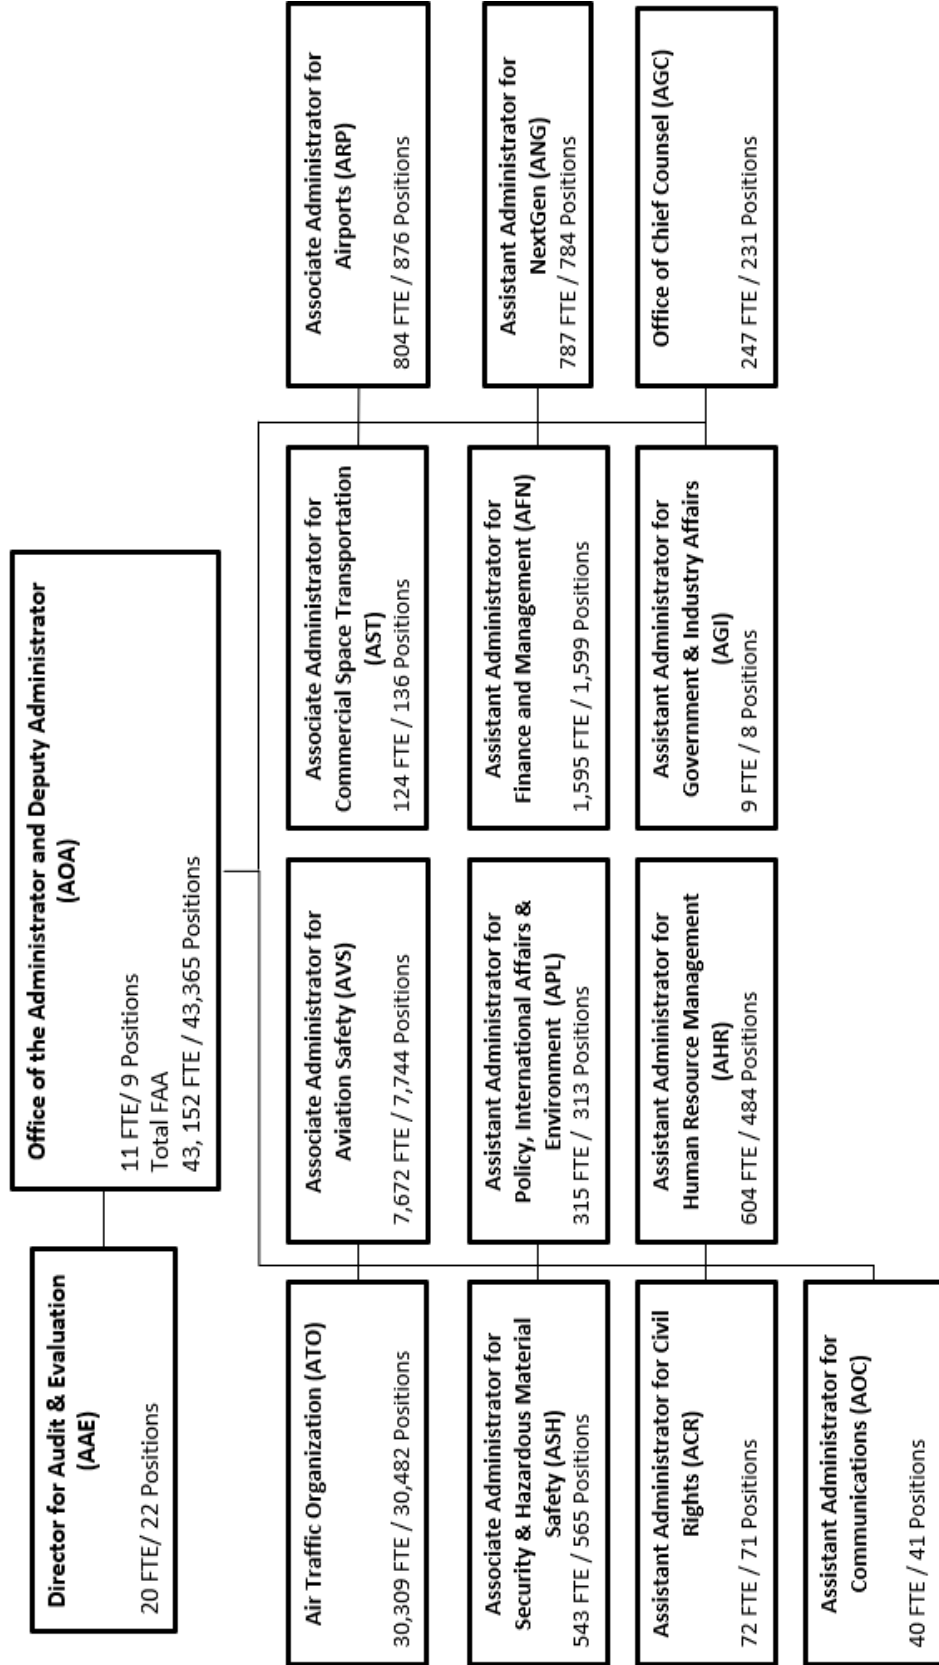 Office of the Administrator and Deputy Administrator
(AOA)
11 FTE/ 9 Positions
Total FAA
43, 152 FTE / 43,365 Positions
Director for Audit & Evaluation
(AAE)
20 FTE/ 22 Positions
Air Traffic Organization (ATO)
30,309 FTE / 30,482 Positions
Associate Administrator for
Aviation Safety (AVS)
7,672 FTE / 7,744 Positions
Associate Administrator for
Commercial Space Transportation
(AST)
124 FTE / 136 Positions
Associate Administrator for
Airports (ARP)
804 FTE / 876 Positions
Associate Administrator for
Security & Hazardous Material
Safety (ASH)
543 FTE / 565 Positions
Assistant Administrator for
Policy, International Affairs &
Environment (APL)
315 FTE / 313 Positions
Assistant Administrator for
Finance and Management (AFN)
1,595 FTE / 1,599 Positions
Assistant Administrator for
NextGen (ANG)
787 FTE / 784 Positions
Assistant Administrator for Civil
Rights (ACR)
72 FTE / 71 Positions
Assistant Administrator for
Human Resource Management
(AHR)
604 FTE / 484 Positions
Assistant Administrator for
Government & Industry Affairs
(AGI)
9 FTE / 8 Positions
Office of Chief Counsel (AGC)
247 FTE / 231 Positions
Assistant Administrator for
Communications (AOC)
40 FTE / 41 Positions